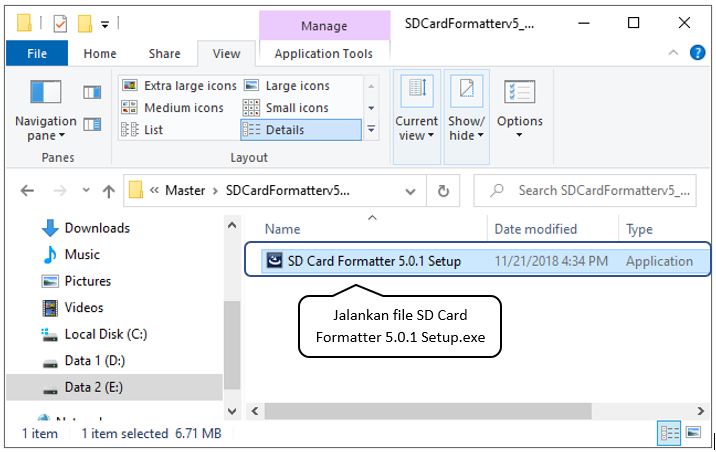 Manage
SDCardFormatterv5_...
File
Home
Share
View
Application Tools
Navigation pane
Extra large icons
Large icons
Medium icons
Small icons
List
Details
Current view
Show/ hide
Options
Panes
Layout
« Master > SDCardFormatterv5...
Search SDCardFormatterv5_...
Downloads
Music
Pictures
Videos
Local Disk (C:)
Data 1 (D:)
Data 2 (E:)
Name
Date modified
Type
SD Card Formatter 5.0.1 Setup
11/21/2018 4:34 PM
Application
Jalankan file SD Card
Formatter 5.0.1 Setup.exe
1 item
1 item selected 6.71 MB